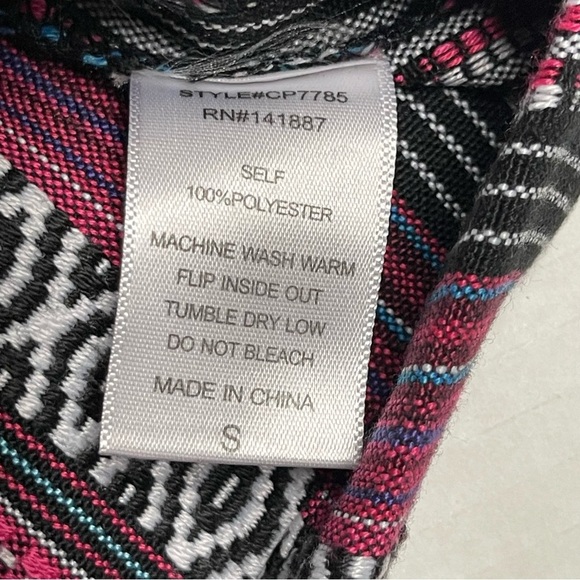 STYLE#CP7785
RN#141887
SELF
100%POLYESTER
MACHINE WASH WARM
FLIP INSIDE OUT
TUMBLE DRY LOW
DO NOT BLEACH
MADE IN CHINA
S